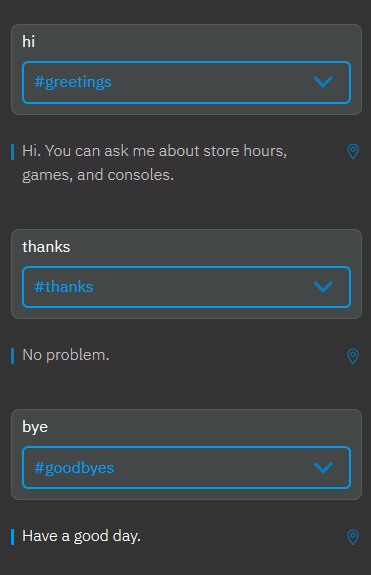 hi
#greetings
Hi. You can ask me about store hours,
games, and consoles.
thanks
#thanks
No problem.
bye
#goodbyes
Have a good day.